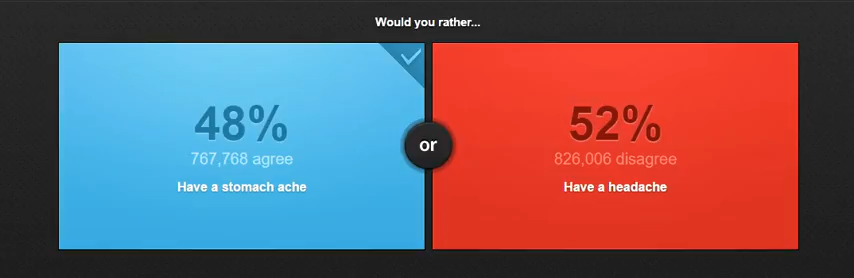 Would you rather...
48%
767,768 agree
Have a stomach ache
or
52%
826,006 disagree
Have a headache